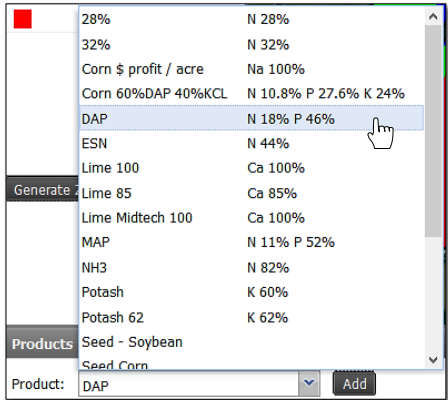 28% N 28%
32% N 32%
Corn $ profit / acre Na 100%
Corn 60%DAP 40%KCL N 10.8% P 27.6% K 24%
DAP N 18% P 46%
ESN N 44%
Lime 100 Ca 100%
Generate
Lime 85 Ca 85%
Lime Midtech 100 Ca 100%
MAP N 11% P 52%
NH3 N 82%
Potash K 60%
Potash 62 K 62%
Products
Seed - Soybean
Seed Corn
Product: DAP Add